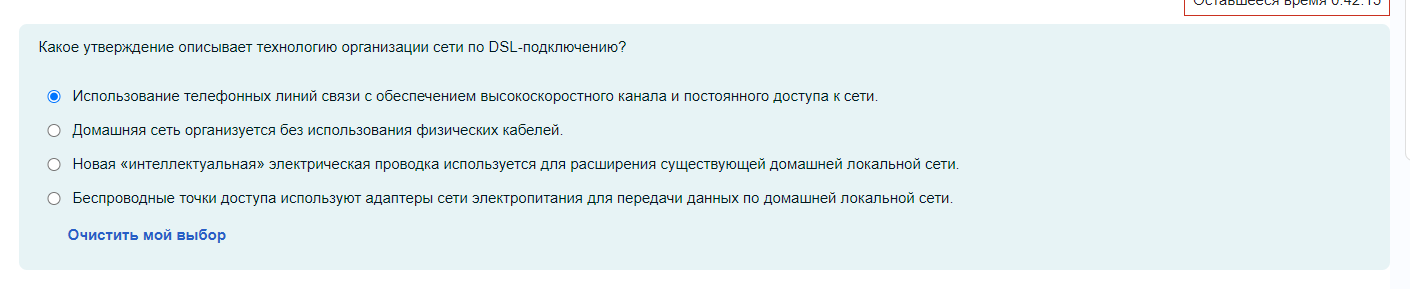 Оставшееся время 0:42:15
Какое утверждение описывает технологию организации сети по DSL-подключению?
Использование телефонных линий связи с обеспечением высокоскоростного канала и постоянного доступа к сети.
Домашняя сеть организуется без использования физических кабелей.
Новая «интеллектуальная» электрическая проводка используется для расширения существующей домашней локальной сети.
Беспроводные точки доступа используют адаптеры сети электропитания для передачи данных по домашней локальной сети.
Очистить мой выбор